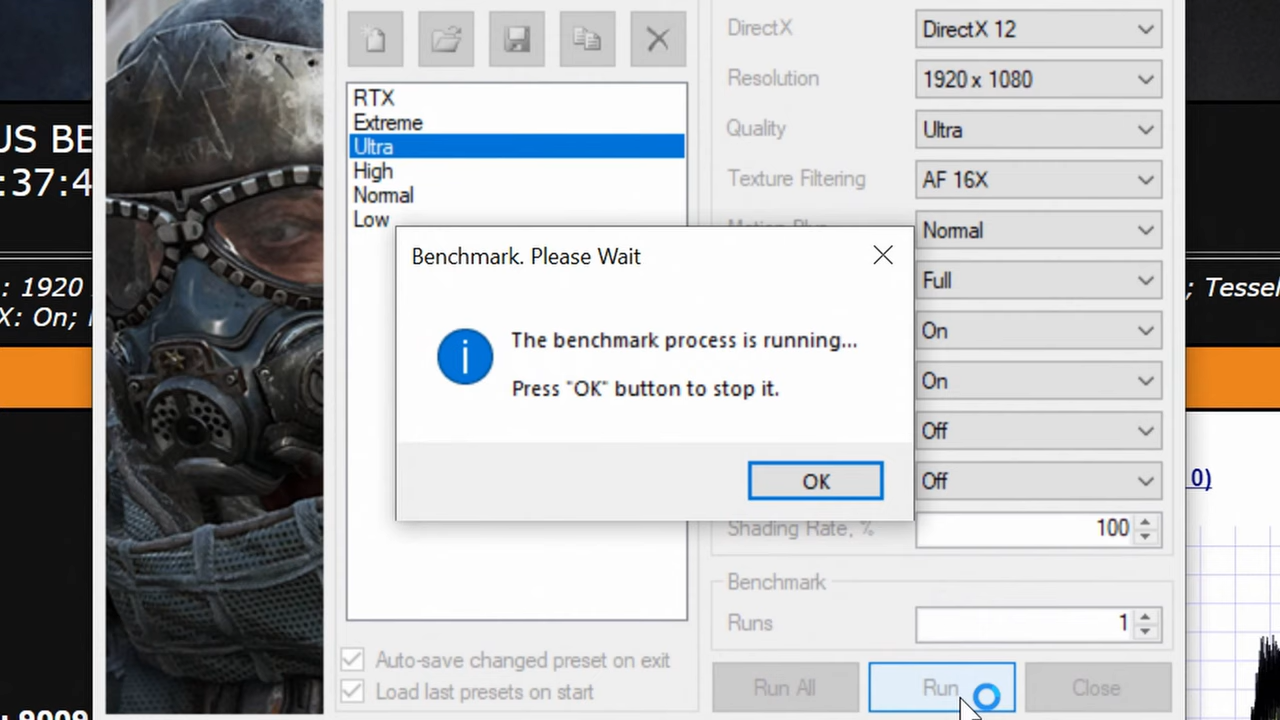 DirectX
DirectX 12
Resolution
1920 x 1080
RTX
Extreme
Quality
Ultra
US BE
Ultra
High
Texture Filtering
AF 16X
:37:4
Normal
Low
Normal
Benchmark. Please Wait
: 1920
Full
; Tessel
X: On;
The benchmark process is running...
On
Press "OK" button to stop it.
On
Off
OK
Off
0)
Shading Rate, %
100
Benchmark
Runs
1
Auto-save changed preset on exit
Load last presets on start
Run All
Run
Close